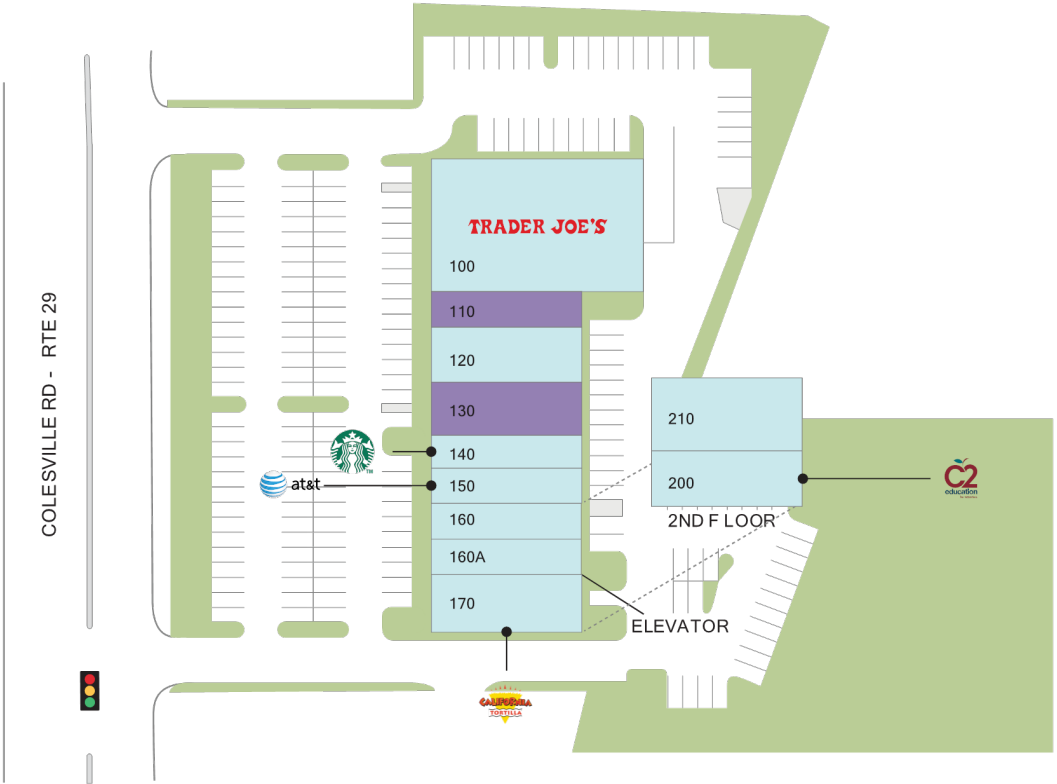 TRADER JOE'S
100
110
120
130
140
150
160
160A
170
at&t
COLESVILLE RD - RTE 29
210
200
2ND F LOOR
C2
education
ELEVATOR
CALIFORNIA
TORTILLA
TM